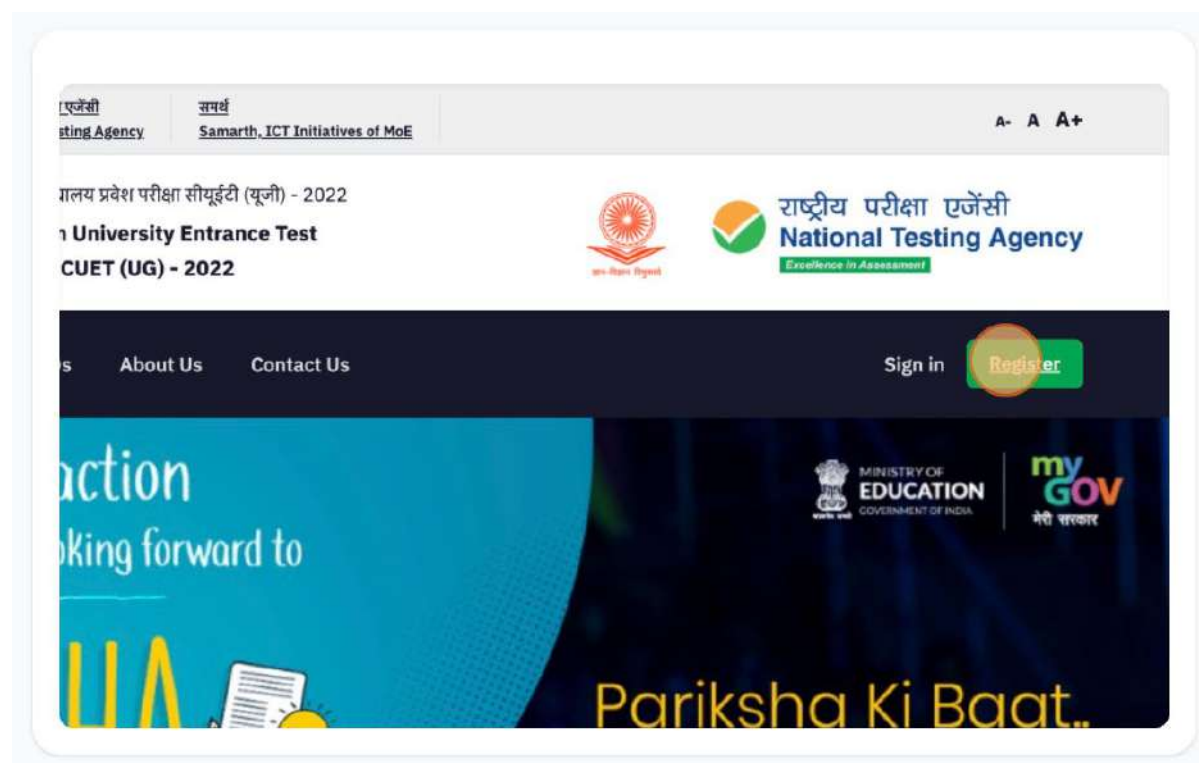 एजेंसी
sting Agency
समर्थ
Samarth, ICT Initiatives of MoE
A- A A+
यालय प्रवेश परीक्षा सीयूईटी (यूजी) - 2022
University Entrance Test
CUET (UG) - 2022
राष्ट्रीय परीक्षा एजेंसी
National Testing Agency
Excellence in Assessment
s About Us Contact Us
Sign in Register
action
king forward to
MINISTRY OF
EDUCATION
GOVERNMENT OF INDIA
my
GOV
मेरी सरकार
HA
Pariksha Ki Baat..